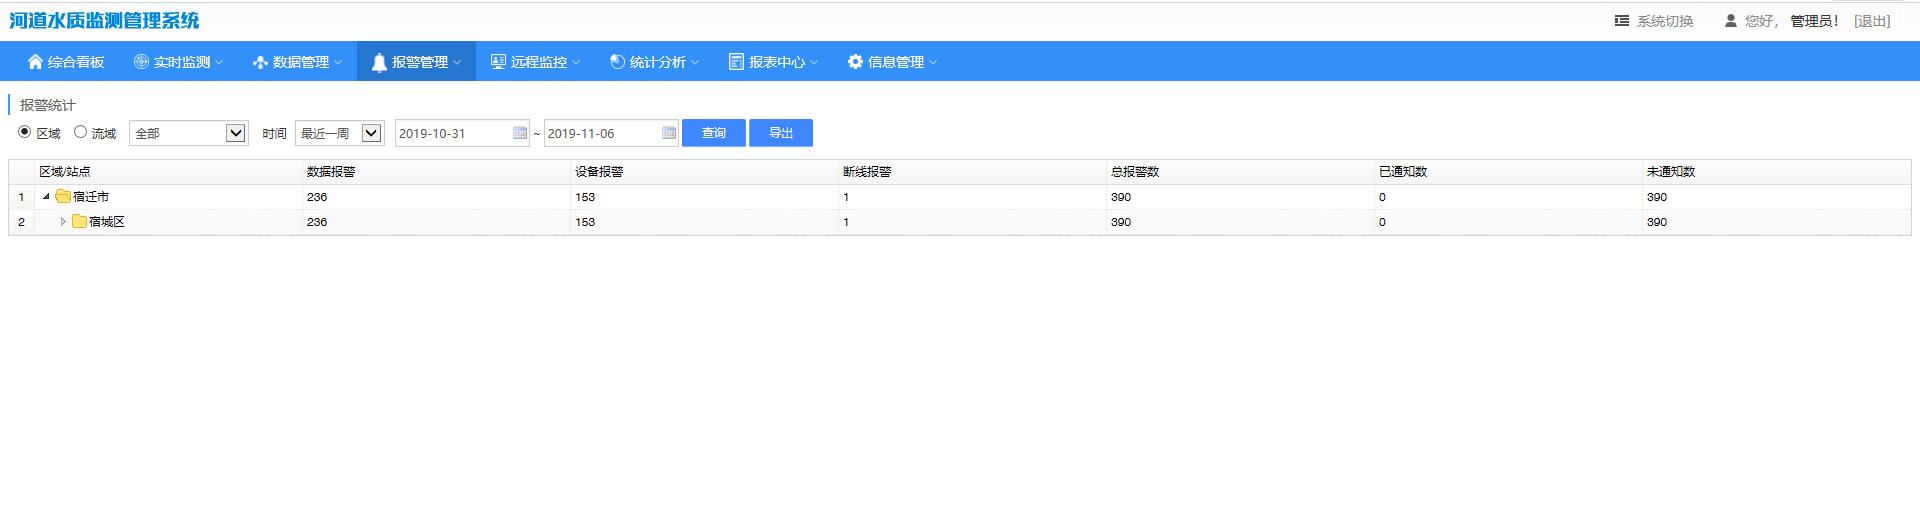 河道水质监测管理系统
系统切换 您好， 管理员！ [退出]
综合看板 实时监测 数据管理 报警管理 远程监控 统计分析 报表中心 信息管理
报警统计
区域 流域 全部 时间 最近一周 2019-10-31 ~ 2019-11-06 查询 导出
区域/站点 数据报警 设备报警 断线报警 总报警数 已通知数 未通知数
1 宿迁市 236 153 1 390 0 390
2 宿城区 236 153 1 390 0 390